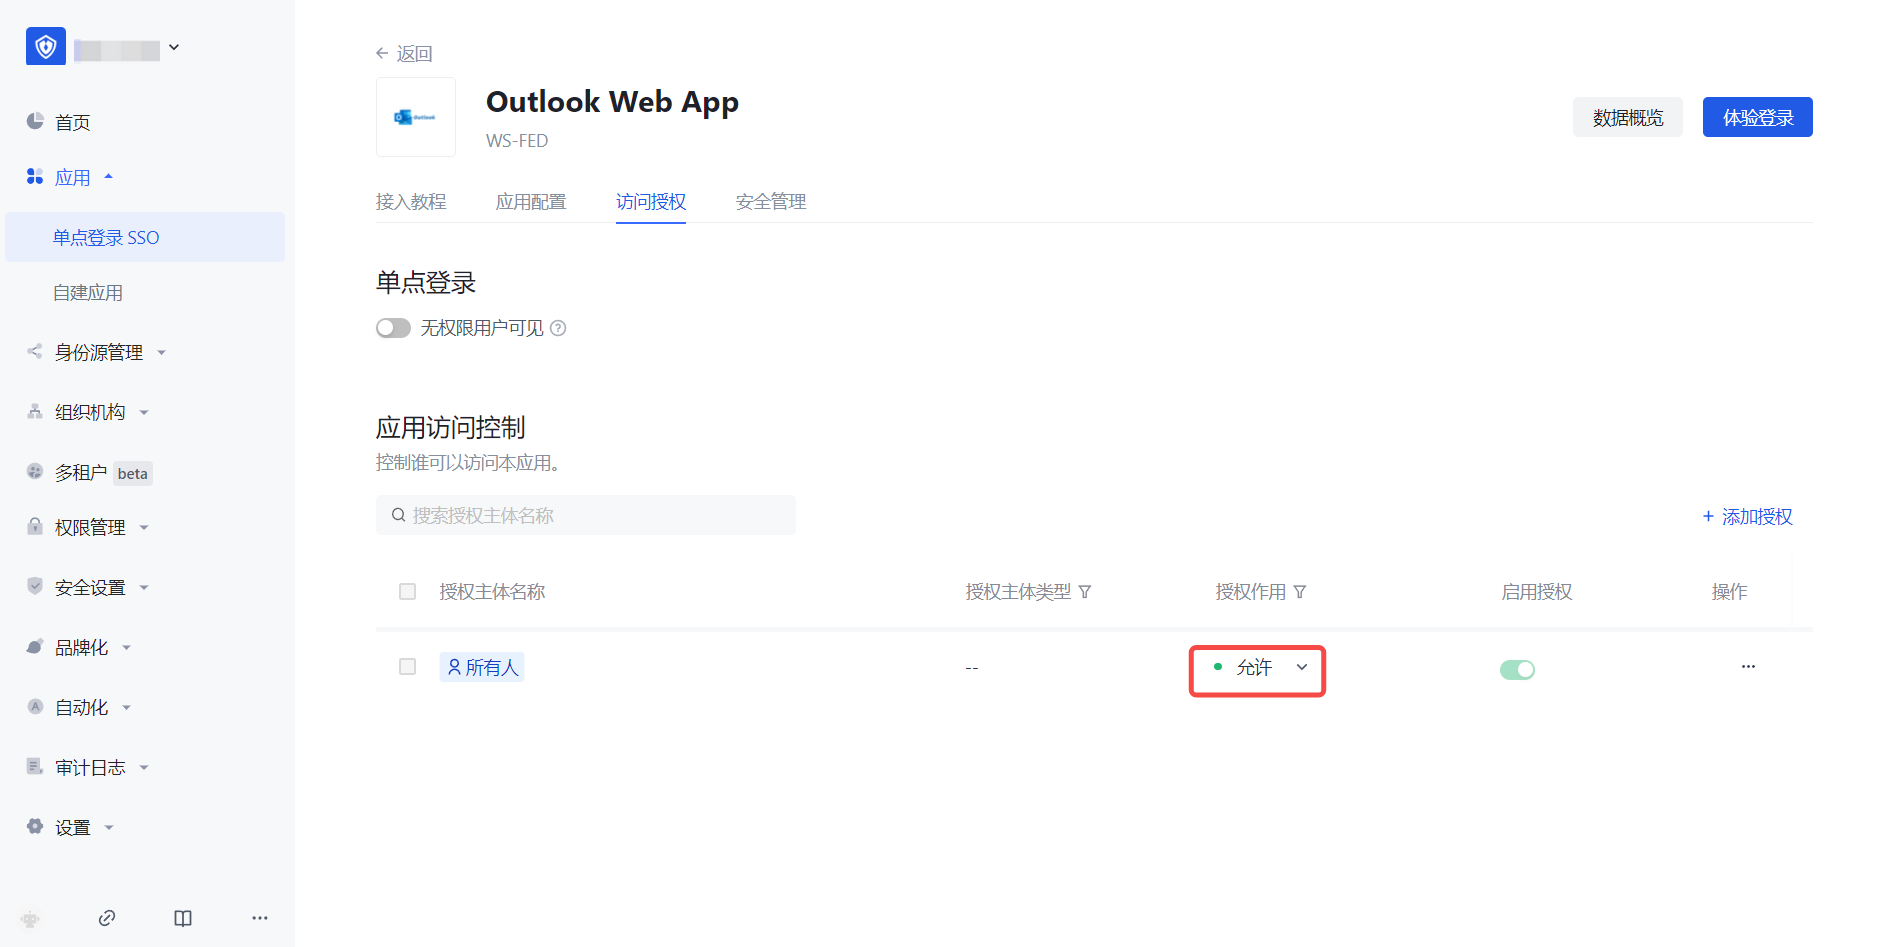 首页
应用
单点登录 SSO
自建应用
身份源管理
组织机构
多租户 beta
权限管理
安全设置
品牌化
自动化
审计日志
设置
返回
Outlook
Outlook Web App
WS-FED
数据概览 体验登录
接入教程 应用配置 访问授权 安全管理
单点登录
无权限用户可见
应用访问控制
控制谁可以访问本应用。
搜索授权主体名称
+ 添加授权
授权主体名称 授权主体类型 授权作用 启用授权 操作
所有人 -- 允许 ···